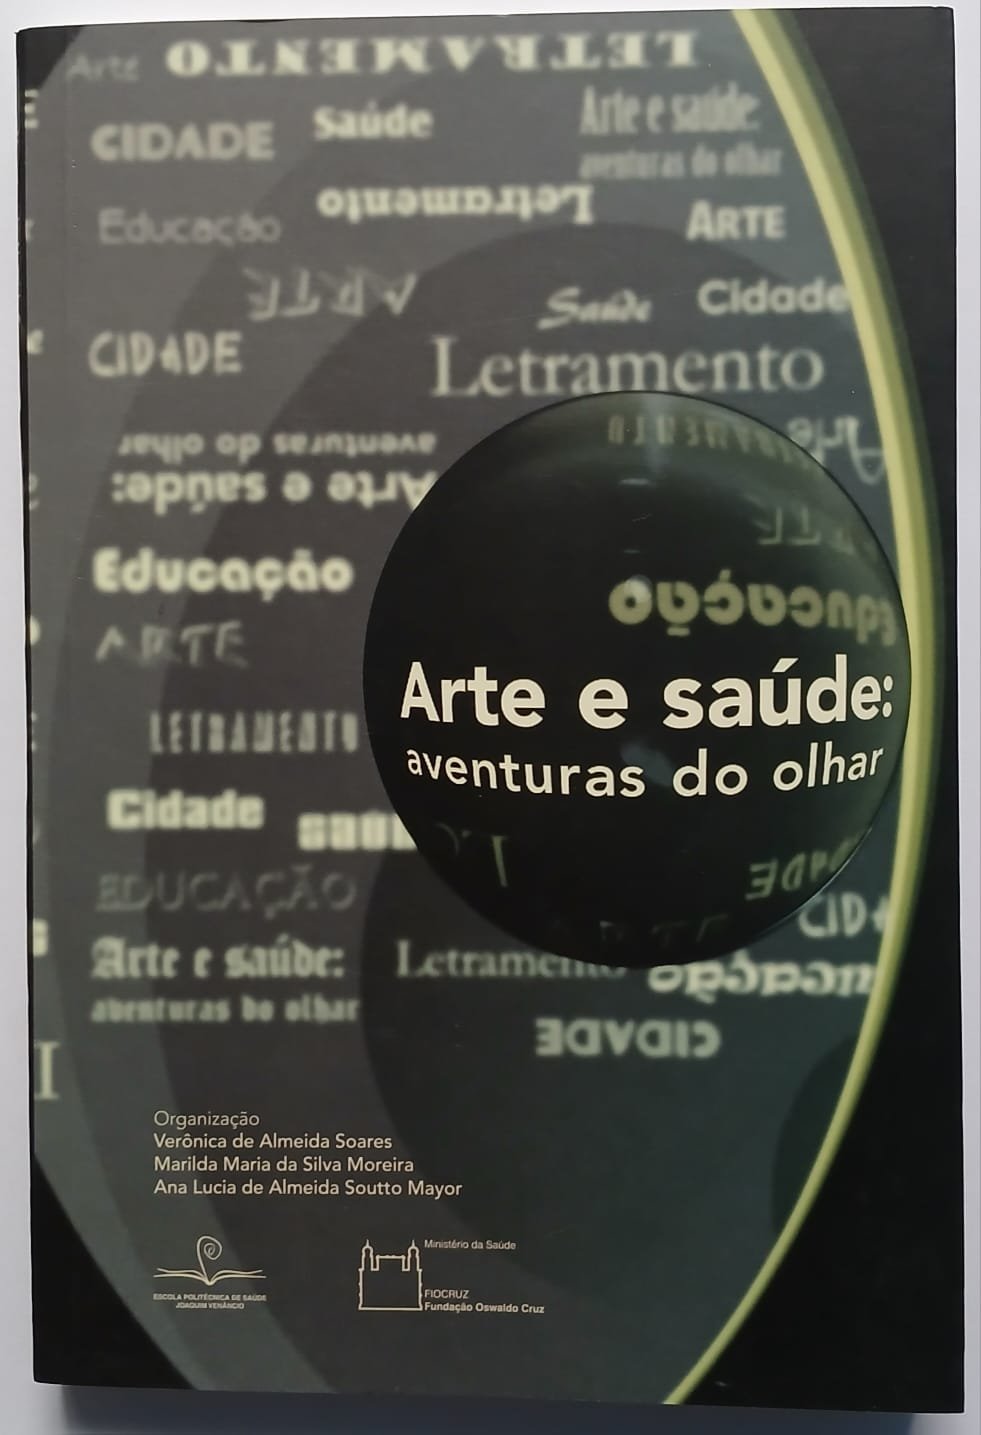 Arte LETRAMENTO
CIDADE Saúde Arte e saúde:
aventuras do olhar
Educação Letramento ARTE
ARTE Saúde Cidade
CIDADE Letramento
aventuras do olhar LETRAMENTO Arte
Arte e saúde:
ARTE
Educação Educação
ARTE
Arte e saúde:
aventuras do olhar
LETRAMENTO
Cidade
EDUCAÇÃO
Arte e saúde: Letramento
aventuras do olhar
CIDADE
Organização
Verônica de Almeida Soares
Marilda Maria da Silva Moreira
Ana Lucia de Almeida Soutto Mayor
ESCOLA POLITÉCNICA DE SAÚDE
JOAQUIM VENÂNCIO
Ministério da Saúde
FIOCRUZ
Fundação Oswaldo Cruz